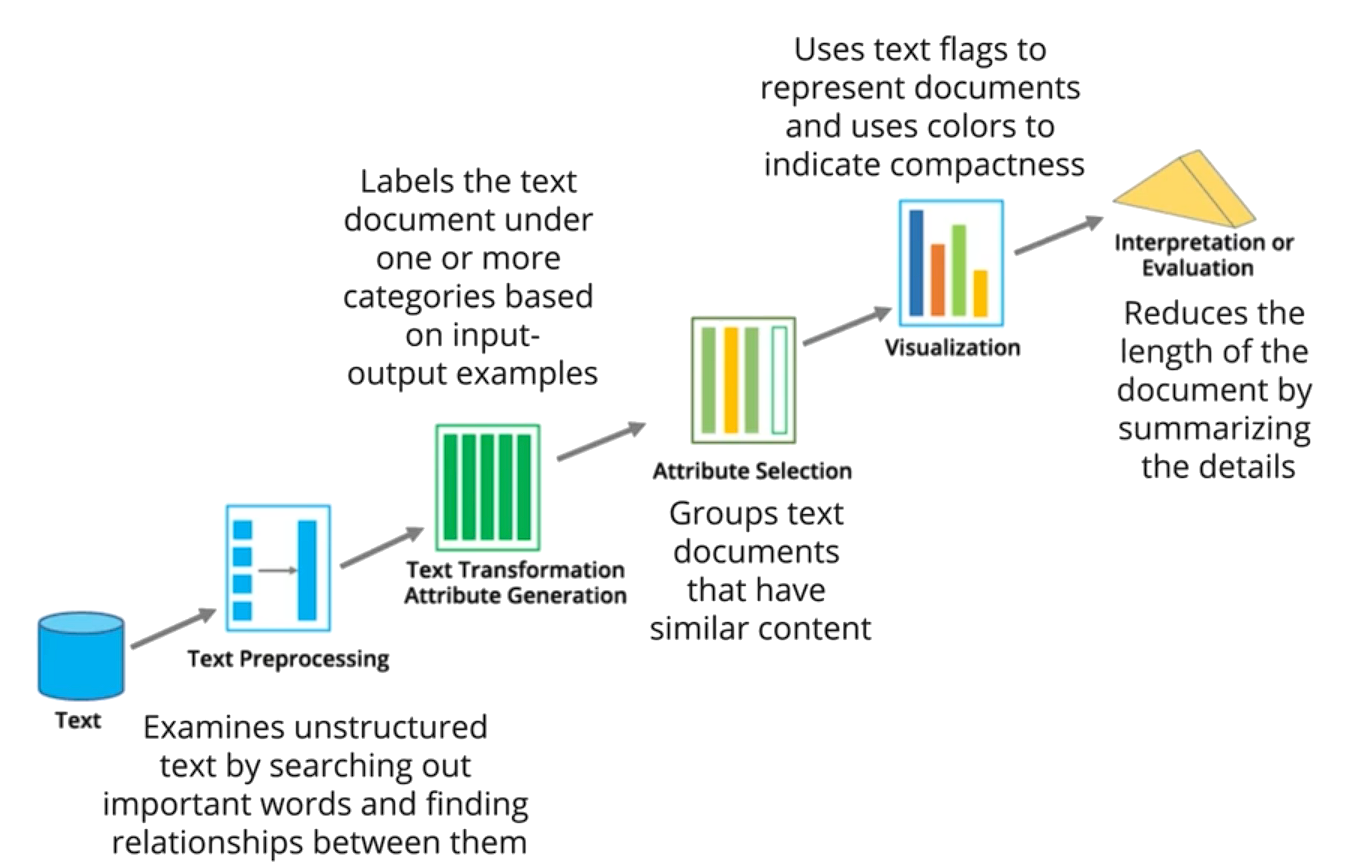 Text
Examines unstructured
text by searching out
important words and finding
relationships between them
Text Preprocessing
Labels the text
document under
one or more
categories based
on input-
output examples
Text Transformation
Attribute Generation
Attribute Selection
Groups text
documents
that have
similar content
Uses text flags to
represent documents
and uses colors to
indicate compactness
Visualization
Interpretation or
Evaluation
Reduces the
length of the
document by
summarizing
the details